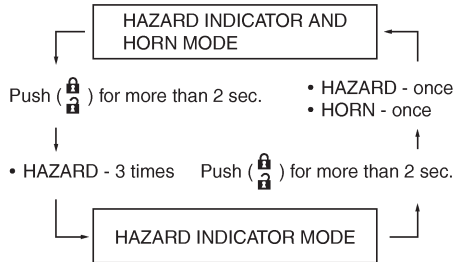 HAZARD INDICATOR AND
HORN MODE
Push ( ) for more than 2 sec.
• HAZARD - once
• HORN - once
• HAZARD - 3 times
Push ( ) for more than 2 sec.
HAZARD INDICATOR MODE